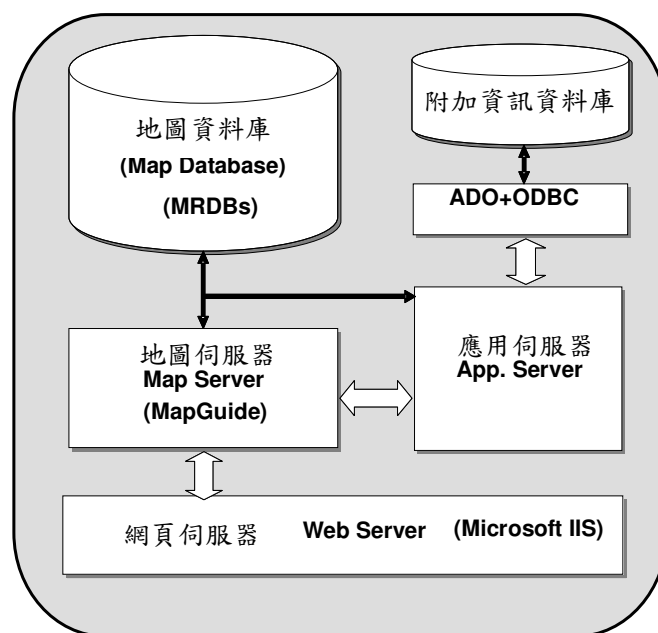 地圖資料庫
(Map Database)
(MRDBs)
附加資訊資料庫
ADO+ODBC
地圖伺服器
Map Server
(MapGuide)
應用伺服器
App. Server
網頁伺服器 Web Server (Microsoft IIS)